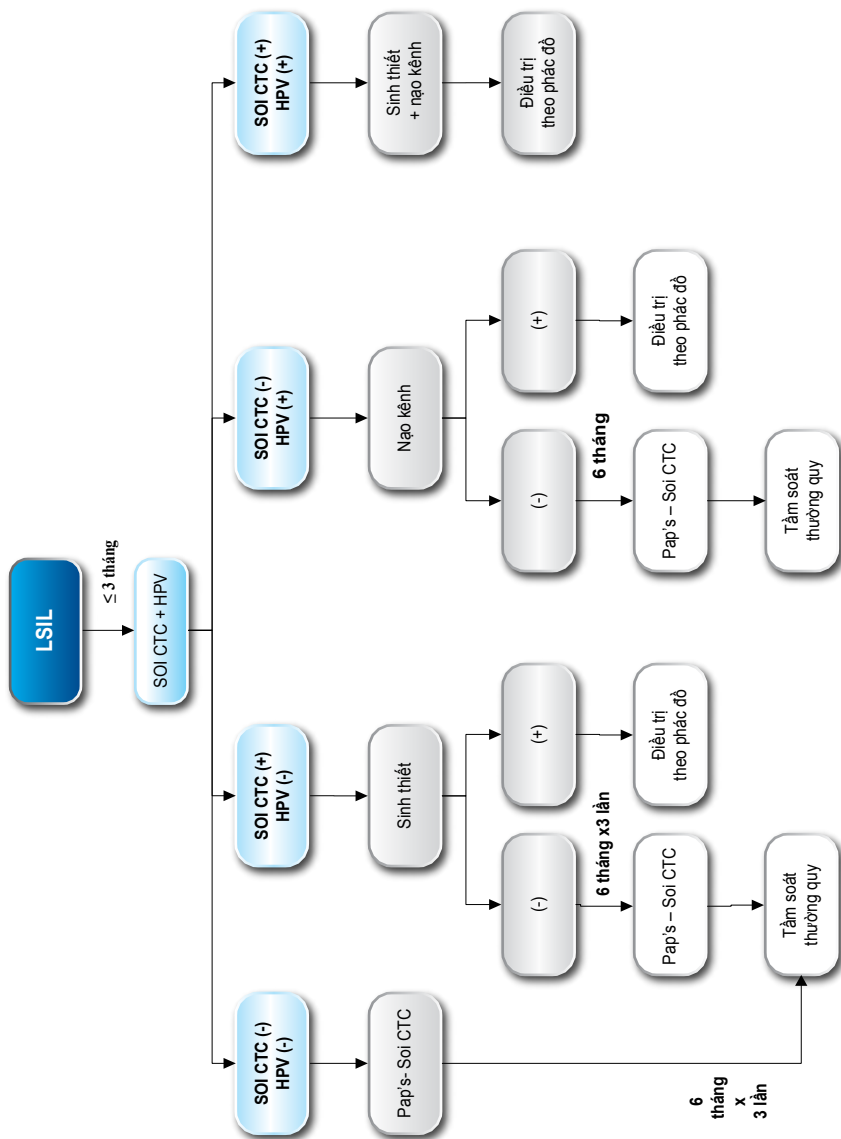 LSIL
≤ 3 tháng
SOI CTC + HPV
SOI CTC (-)
HPV (-)
SOI CTC (+)
HPV (-)
SOI CTC (-)
HPV (+)
SOI CTC (+)
HPV (+)
Pap's- Soi CTC
Sinh thiết
Nạo kênh
Sinh thiết
+ nạo kênh
(-)
(+)
(-)
(+)
Điều trị
theo phác đồ
6 tháng x3 lần
6 tháng
Pap's – Soi CTC
Điều trị
theo phác đồ
Pap's – Soi CTC
Điều trị
theo phác đồ
6
tháng
x
3 lần
Tầm soát
thường quy
Tầm soát
thường quy